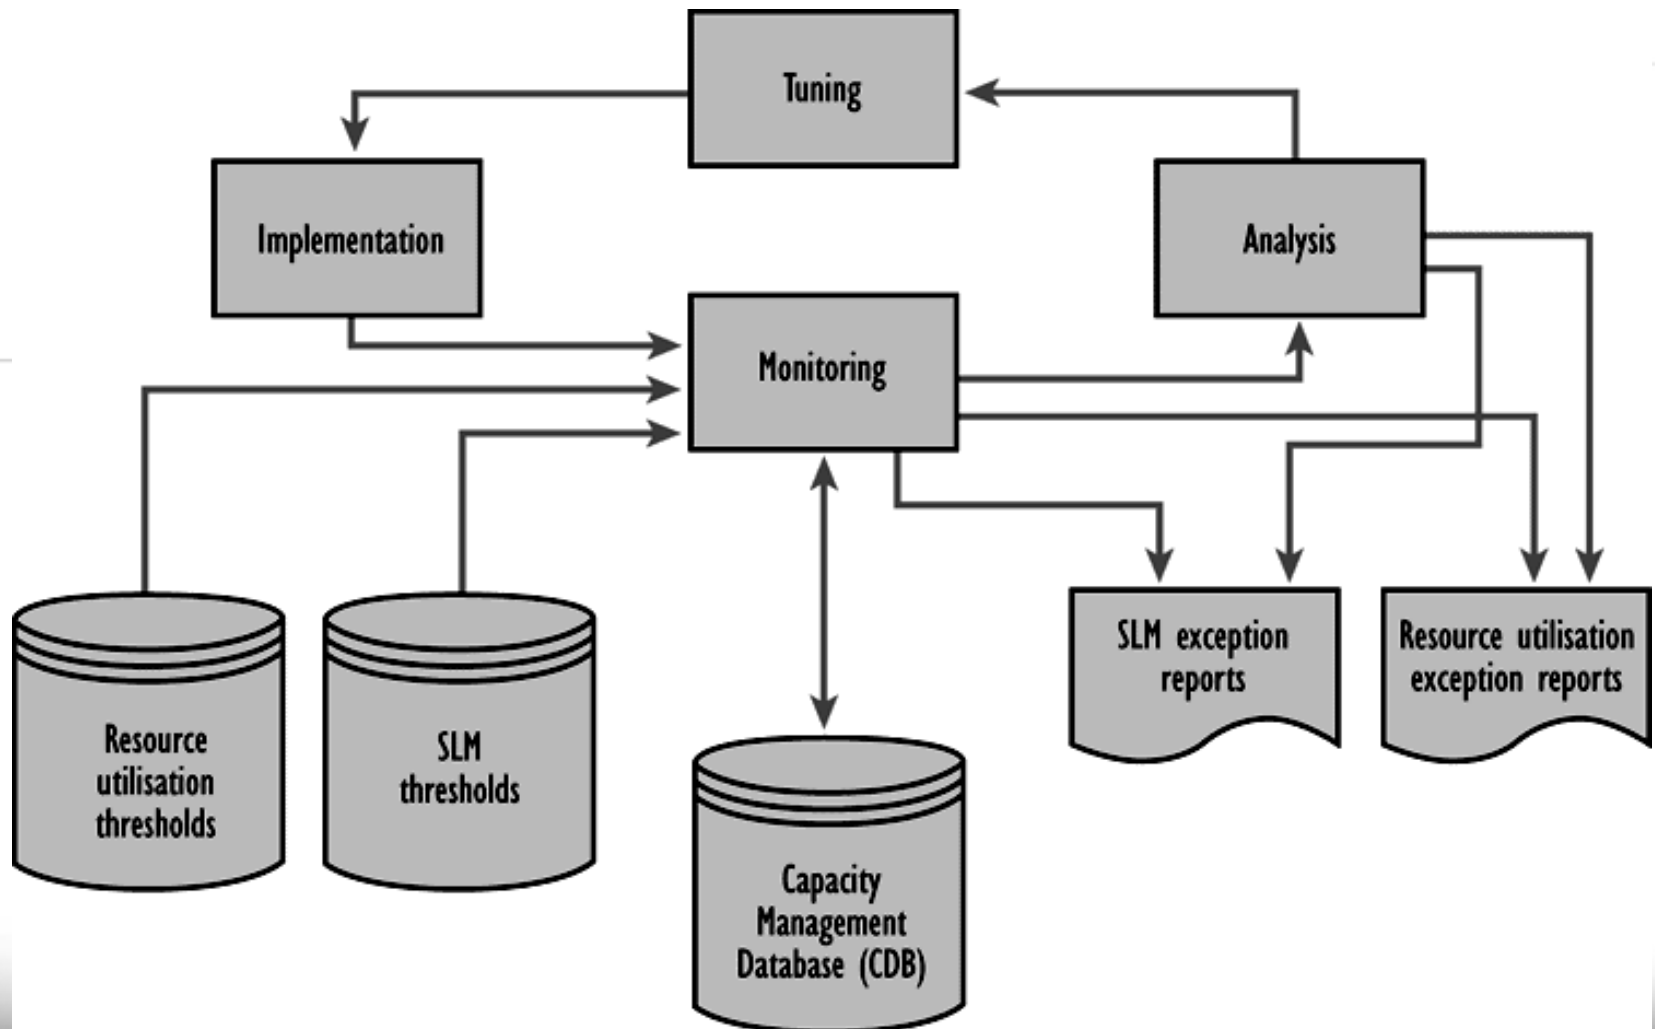 Tuning
Implementation
Analysis
Monitoring
SLM exception
reports
Resource utilisation
exception reports
Resource
utilisation
thresholds
SLM
thresholds
Capacity
Management
Database (CDB)